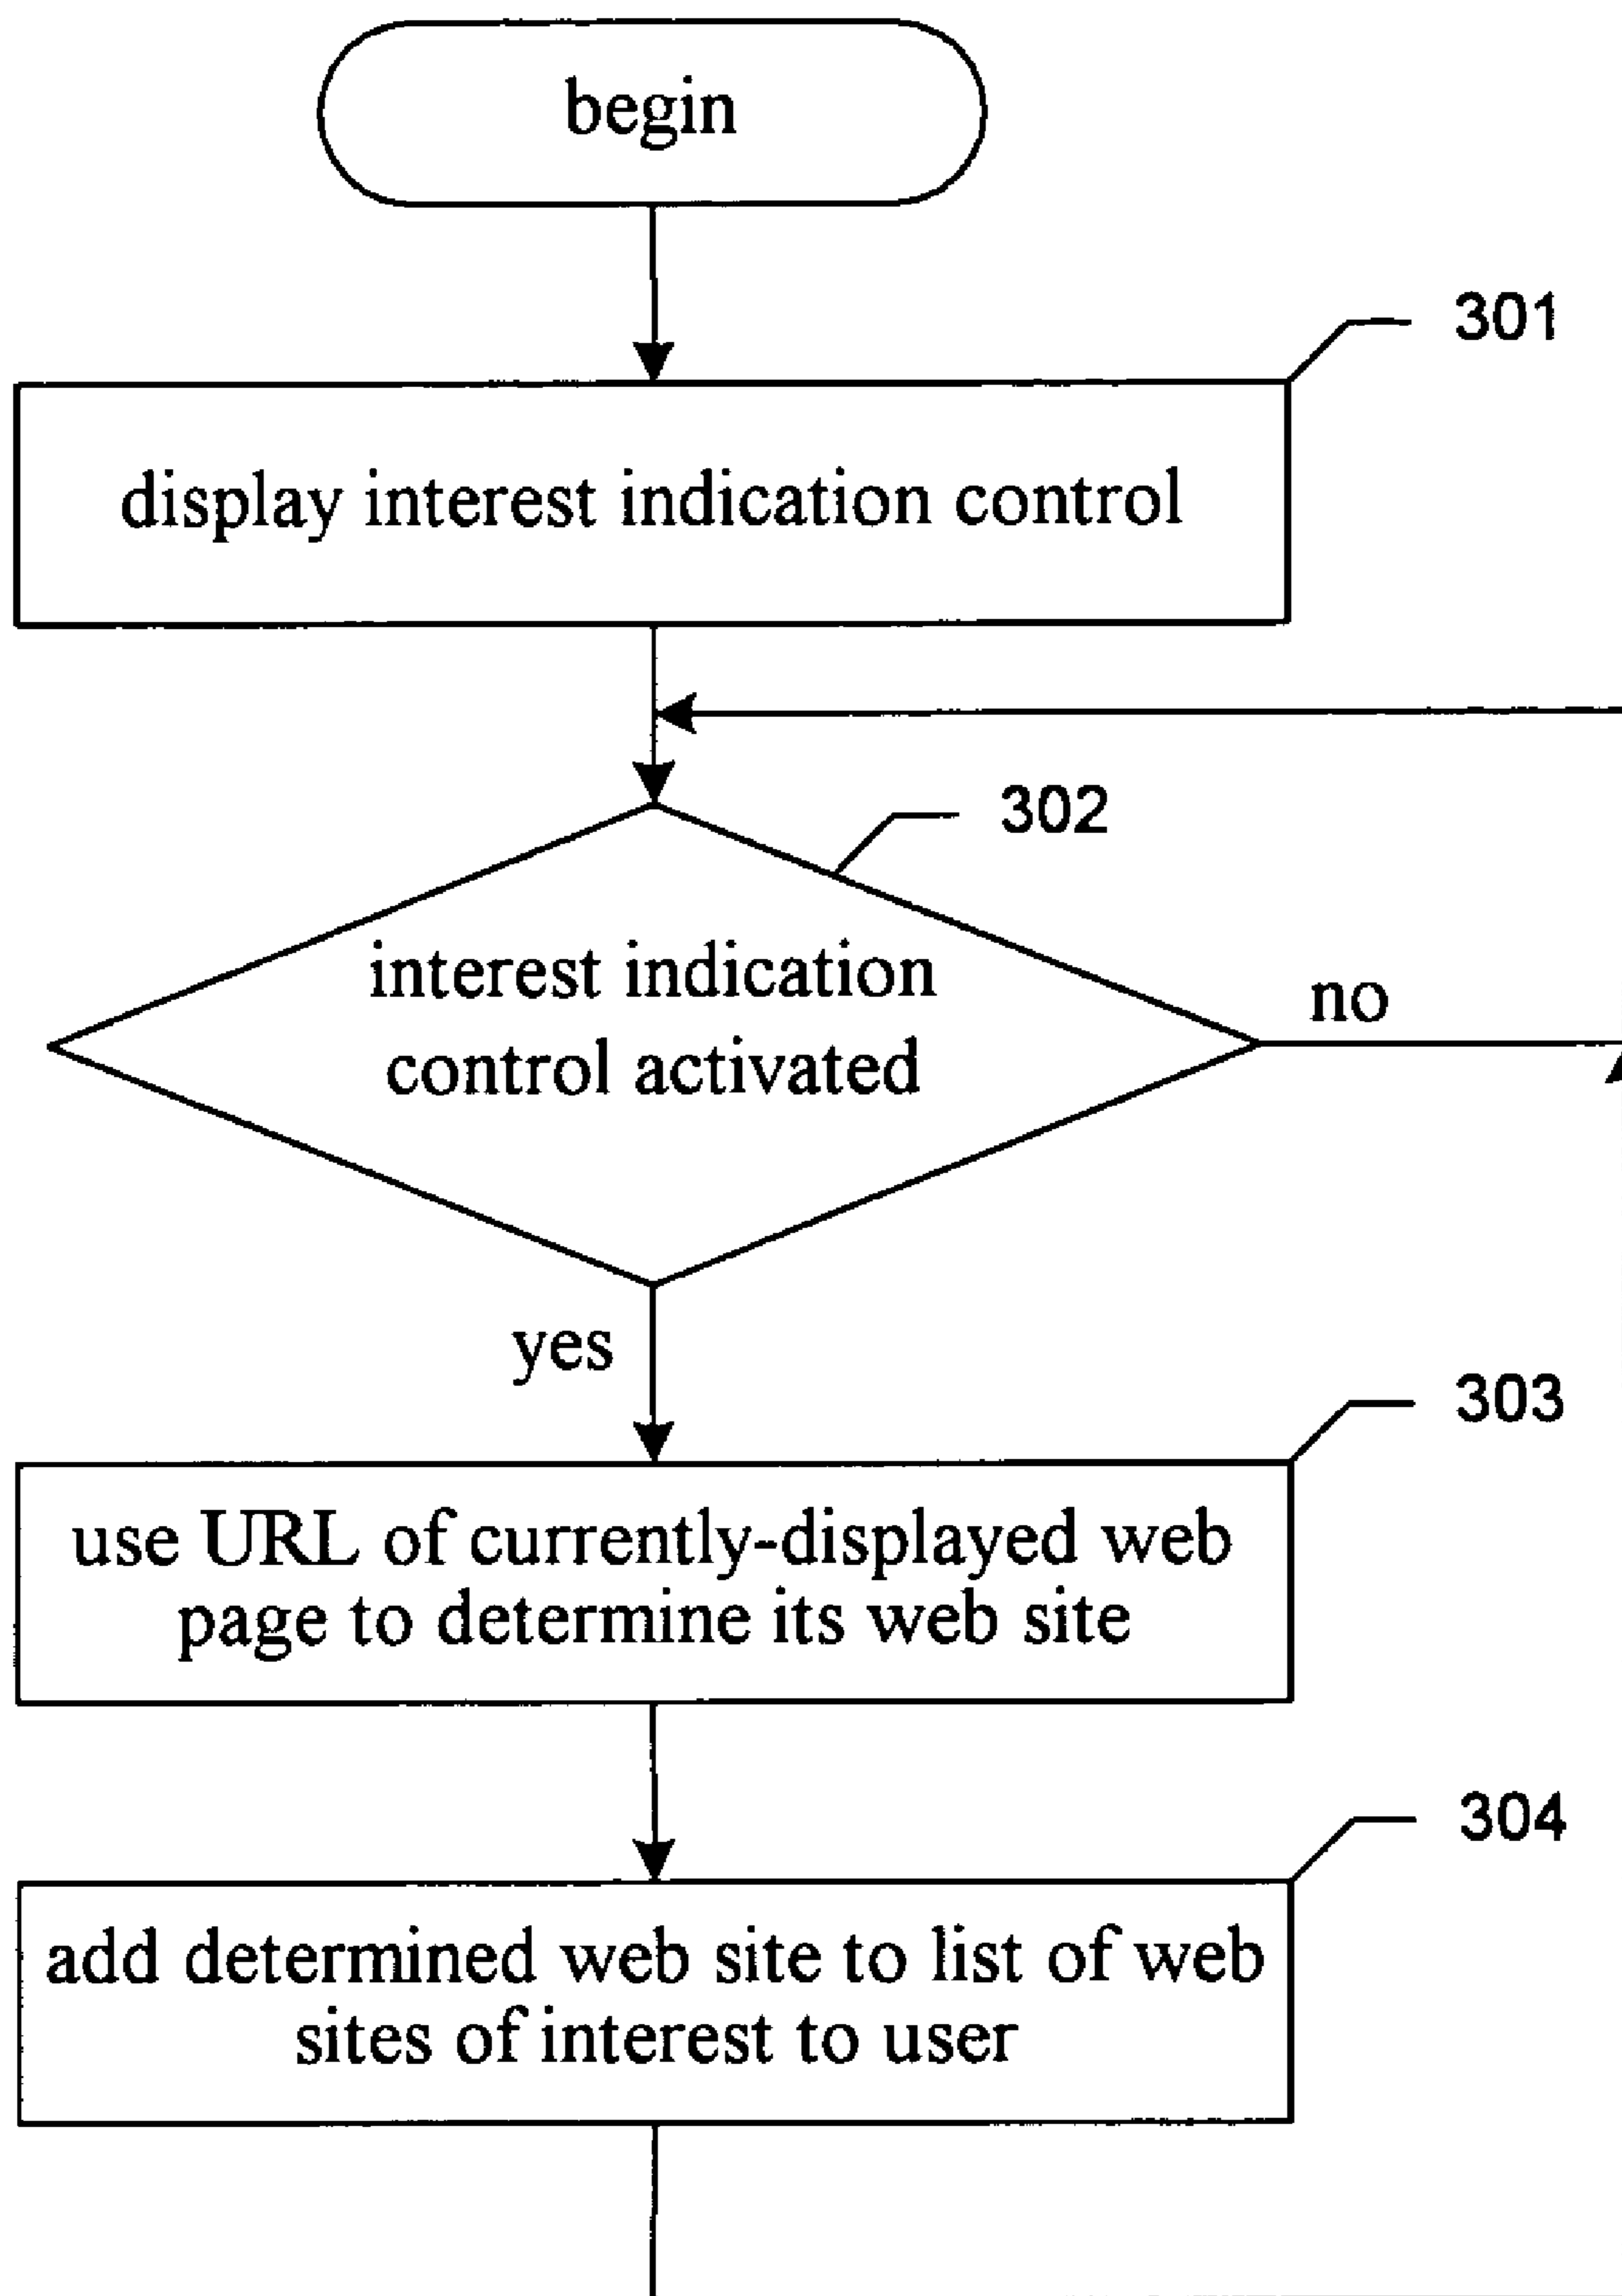 begin
301
display interest indication control
302
interest indication
control activated
no
yes
303
use URL of currently-displayed web
page to determine its web site
304
add determined web site to list of web
sites of interest to user